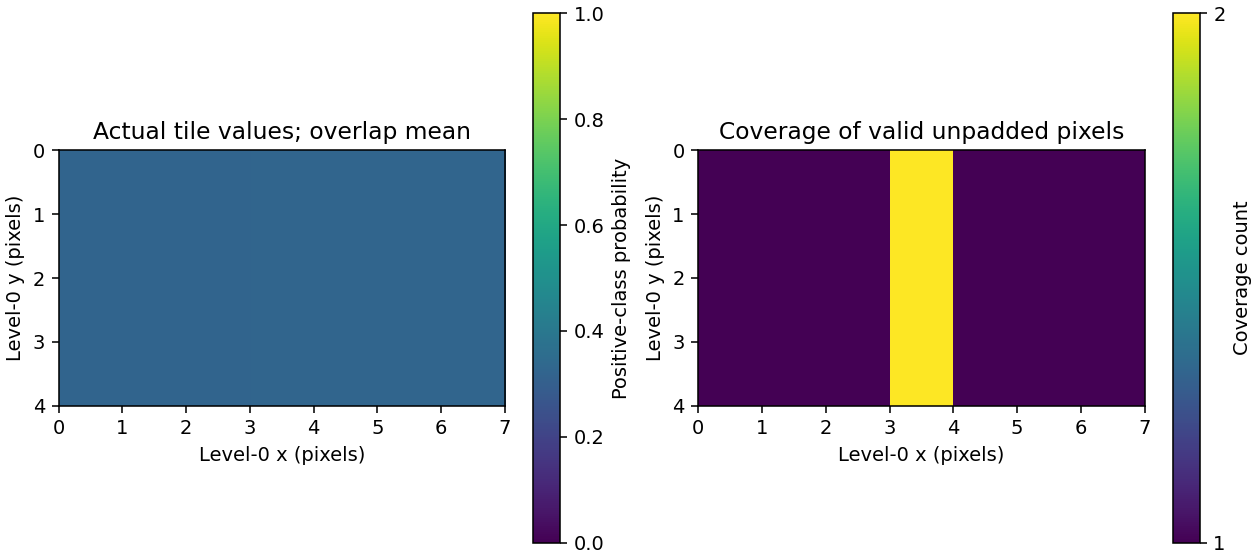 Actual tile values; overlap mean
0
1
2
3
4
Level-0 y (pixels)
0 1 2 3 4 5 6 7
Level-0 x (pixels)
1.0
0.8
0.6
0.4
0.2
0.0
Positive-class probability
Coverage of valid unpadded pixels
0
1
2
3
4
Level-0 y (pixels)
0 1 2 3 4 5 6 7
Level-0 x (pixels)
2
1
Coverage count